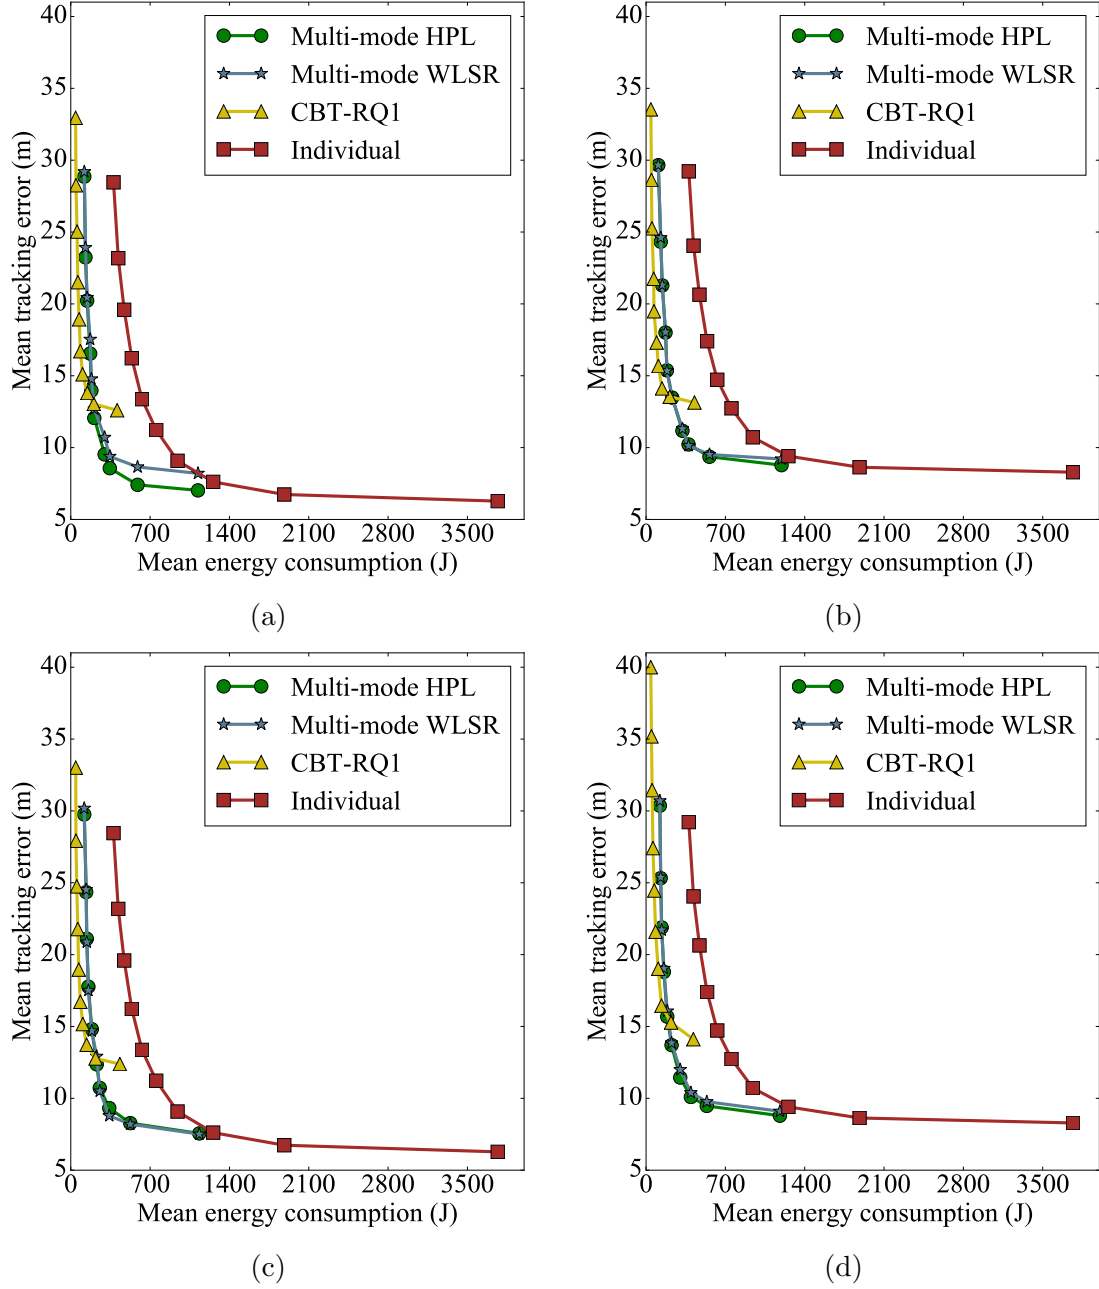 40
35
30
25
20
15
10
5
Mean tracking error (m)
Multi-mode HPL
Multi-mode WLSR
CBT-RQ1
Individual
0 700 1400 2100 2800 3500
Mean energy consumption (J)
(a)
40
35
30
25
20
15
10
5
Mean tracking error (m)
Multi-mode HPL
Multi-mode WLSR
CBT-RQ1
Individual
0 700 1400 2100 2800 3500
Mean energy consumption (J)
(b)
40
35
30
25
20
15
10
5
Mean tracking error (m)
Multi-mode HPL
Multi-mode WLSR
CBT-RQ1
Individual
0 700 1400 2100 2800 3500
Mean energy consumption (J)
(c)
40
35
30
25
20
15
10
5
Mean tracking error (m)
Multi-mode HPL
Multi-mode WLSR
CBT-RQ1
Individual
0 700 1400 2100 2800 3500
Mean energy consumption (J)
(d)